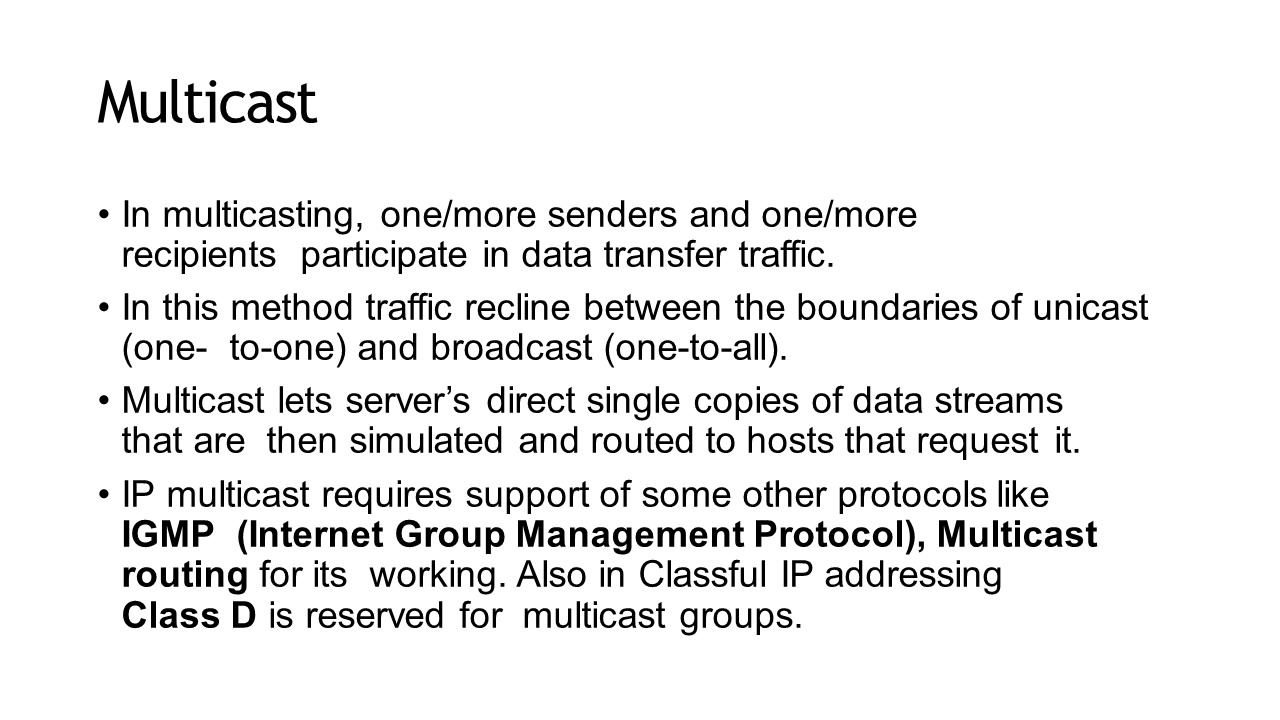 Multicast
• In multicasting, one/more senders and one/more
recipients participate in data transfer traffic.
• In this method traffic recline between the boundaries of unicast
(one- to-one) and broadcast (one-to-all).
• Multicast lets server’s direct single copies of data streams
that are then simulated and routed to hosts that request it.
• IP multicast requires support of some other protocols like
IGMP (Internet Group Management Protocol), Multicast
routing for its working. Also in Classful IP addressing
Class D is reserved for multicast groups.